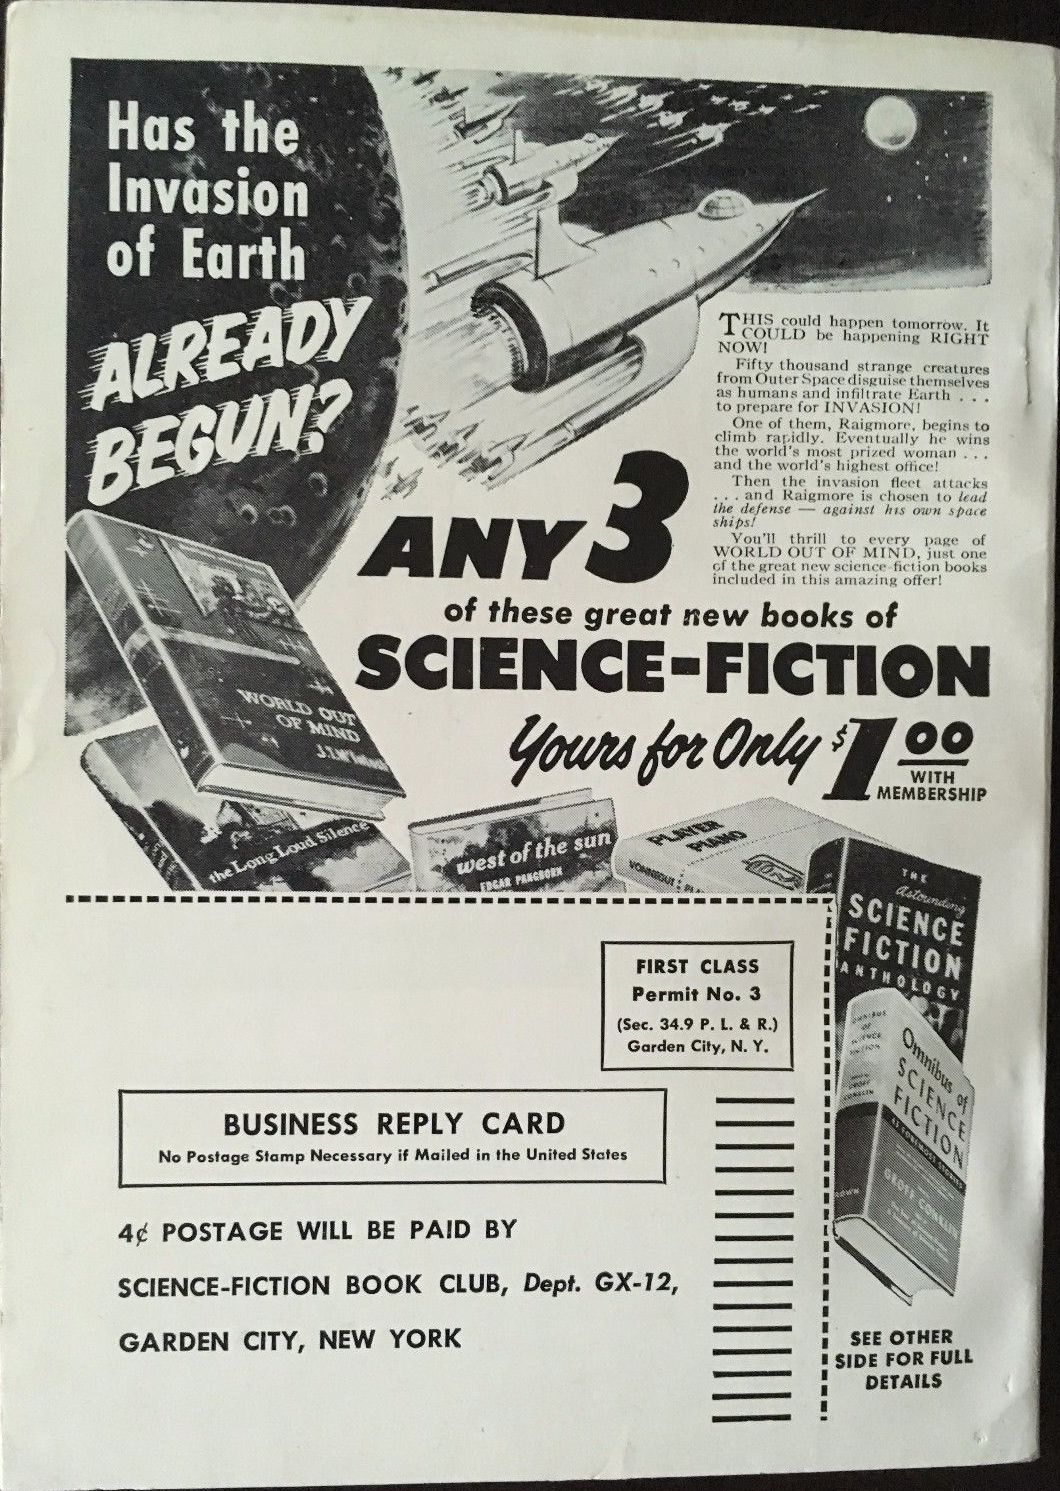 Has the
Invasion
of Earth
ALREADY
BEGUN?
THIS could happen tomorrow. It
COULD be happening RIGHT
NOW!
Fifty thousand strange creatures
from Outer Space disguise themselves
as humans and infiltrate Earth . . .
to prepare for INVASION!
One of them, Raigmore, begins to
climb rapidly. Eventually he wins
the world's most prized woman . . .
and the world's highest office!
Then the invasion fleet attacks
. . . and Raigmore is chosen to lead
the defense — against his own space
ships!
You'll thrill to every page of
WORLD OUT OF MIND, just one
of the great new science-fiction books
included in this amazing offer!
ANY 3
of these great new books of
SCIENCE-FICTION
Yours for Only $1.00
WITH
MEMBERSHIP
WORLD OUT
OF MIND
the Long Loud Silence
west of the sun
EDGAR PANGBORN
PLAYER
PIANO
VONNEGUT
THE
Astounding
SCIENCE
FICTION
ANTHOLOGY
OMNIBUS
OF
SCIENCE
FICTION
Omnibus of
SCIENCE
FICTION
GROFF CONKLIN
FIRST CLASS
Permit No. 3
(Sec. 34.9 P. L. & R.)
Garden City, N. Y.
BUSINESS REPLY CARD
No Postage Stamp Necessary if Mailed in the United States
4¢ POSTAGE WILL BE PAID BY
SCIENCE-FICTION BOOK CLUB, Dept. GX-12,
GARDEN CITY, NEW YORK
SEE OTHER
SIDE FOR FULL
DETAILS